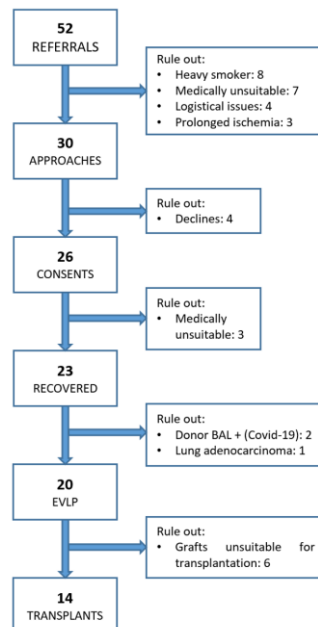 52
REFERRALS
Rule out:
• Heavy smoker: 8
• Medically unsuitable: 7
• Logistical issues: 4
• Prolonged ischemia: 3
30
APPROACHES
Rule out:
• Declines: 4
26
CONSENTS
Rule out:
• Medically
unsuitable: 3
23
RECOVERED
Rule out:
• Donor BAL + (Covid-19): 2
• Lung adenocarcinoma: 1
20
EVLP
Rule out:
• Grafts unsuitable for
transplantation: 6
14
TRANSPLANTS